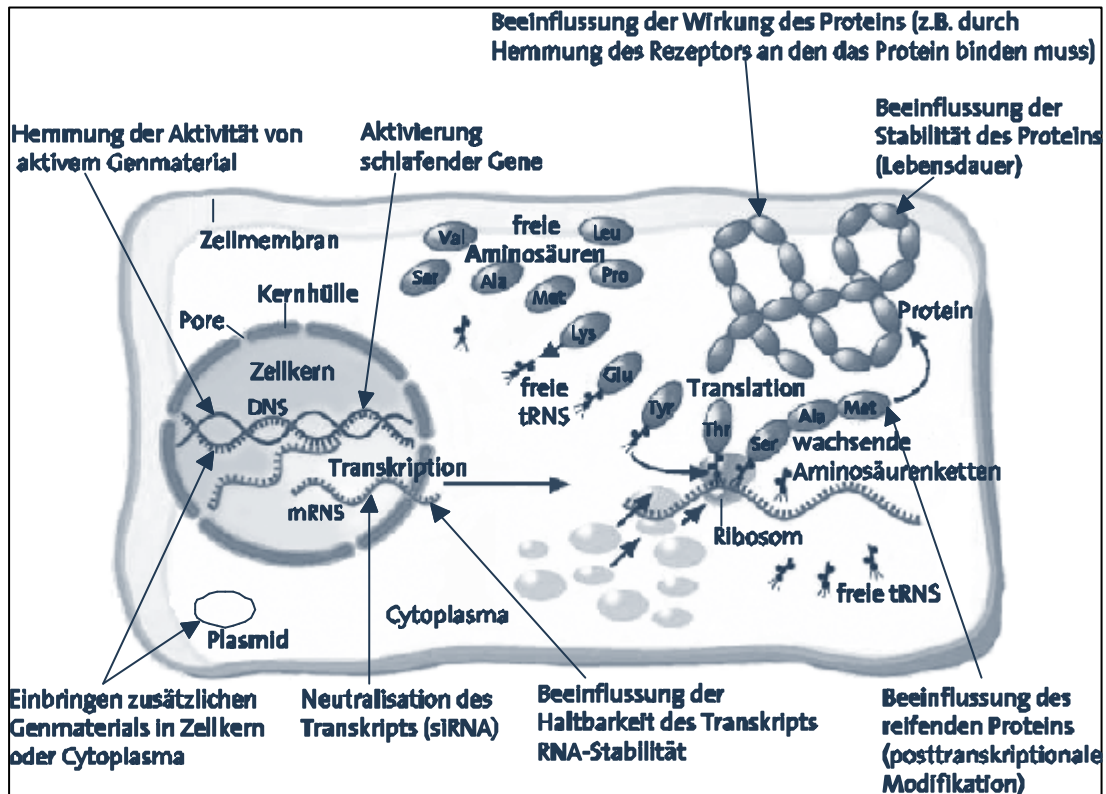 Beeinflussung der Wirkung des Proteins (z.B. durch
Hemmung des Rezeptors an den das Protein binden muss)
Beeinflussung der
Stabilität des Proteins
(Lebensdauer)
Hemmung der Aktivität von
aktivem Genmaterial
Aktivierung
schlafender Gene
Zellmembran
Kernhülle
Pore
Zellkern
DNS
Transkription
mRNS
freie
Aminosäuren
Val
Leu
Ser
Ala
Met
Pro
Lys
Glu
freie
tRNS
Tyr
Translation
Thr
Ser
Ala
Met
Protein
wachsende
Aminosäurenketten
Ribosom
freie tRNS
Cytoplasma
Plasmid
Einbringen zusätzlichen
Genmaterials in Zellkern
oder Cytoplasma
Neutralisation des
Transkripts (siRNA)
Beeinflussung der
Haltbarkeit des Transkripts
RNA-Stabilität
Beeinflussung des
reifenden Proteins
(posttranskriptionale
Modifikation)